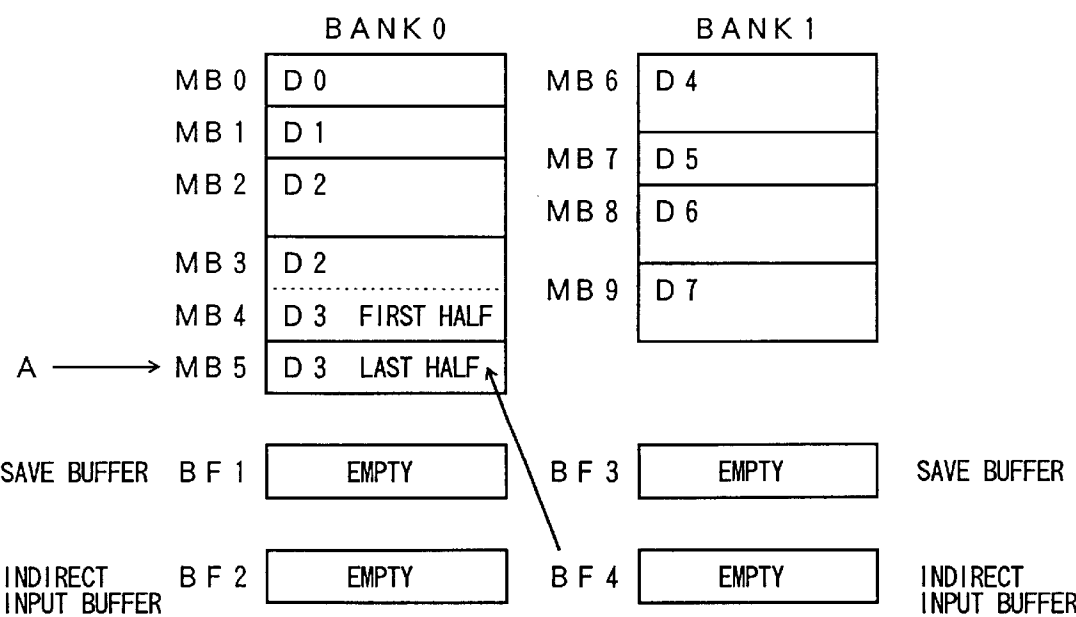 BANK0 BANK1
MB0 D0 MB6 D4
MB1 D1
MB2 D2 MB7 D5
MB8 D6
MB3 D2
MB9 D7
MB4 D3 FIRST HALF
A MB5 D3 LAST HALF
SAVE BUFFER BF1 EMPTY BF3 EMPTY SAVE BUFFER
INDIRECT BF2 EMPTY BF4 EMPTY INDIRECT
INPUT BUFFER INPUT BUFFER